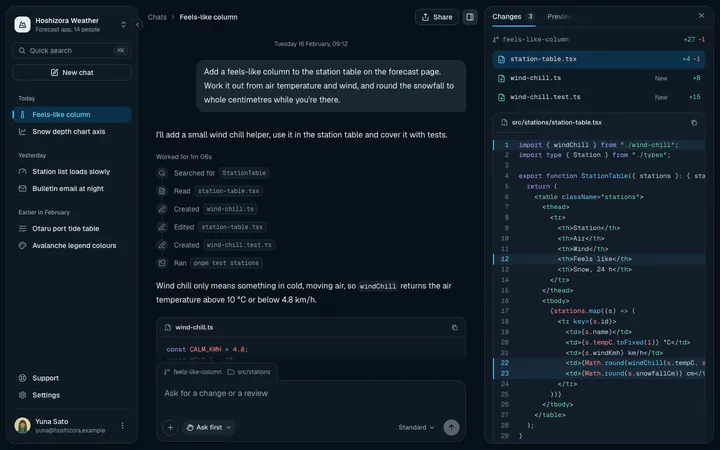 Hoshizora Weather
Forecast app, 14 people
Quick search
⌘K
New chat
Today
Feels-like column
Snow depth chart axis
Yesterday
Station list loads slowly
Bulletin email at night
Earlier in February
Otaru port tide table
Avalanche legend colours
Support
Settings
Yuna Sato
yuna@hoshizora.example
Chats
Feels-like column
Share
Tuesday 16 February, 09:12
Add a feels-like column to the station table on the forecast page.
Work it out from air temperature and wind, and round the snowfall to
whole centimetres while you're there.
I'll add a small wind chill helper, use it in the station table and cover it with tests.
Worked for 1m 06s
Searched for StationTable
Read station-table.tsx
Created wind-chill.ts
Edited station-table.tsx
Created wind-chill.test.ts
Ran pnpm test stations
Wind chill only means something in cold, moving air, so windChill returns the air
temperature above 10 °C or below 4.8 km/h.
wind-chill.ts
const CALM_KMH = 4.8;
feels-like-column
src/stations
Ask for a change or a review
Ask first
Standard
Changes 3
Preview
feels-like-column
+27 −1
station-table.tsx
+4 −1
wind-chill.ts
New
+8
wind-chill.test.ts
New
+15
src/stations/station-table.tsx
1 import { windChill } from "./wind-chill";
2 import type { Station } from "./types";
3
4 export function StationTable({ stations }: { sta
5 return (
6 <table className="stations">
7 <thead>
8 <tr>
9 <th>Station</th>
10 <th>Air</th>
11 <th>Wind</th>
12 <th>Feels like</th>
13 <th>Snow, 24 h</th>
14 </tr>
15 </thead>
16 <tbody>
17 {stations.map((s) => (
18 <tr key={s.id}>
19 <td>{s.name}</td>
20 <td>{s.tempC.toFixed(1)} °C</td>
21 <td>{s.windKmh} km/h</td>
22 <td>{Math.round(windChill(s.tempC, s
23 <td>{Math.round(s.snowfallCm)} cm</t
24 </tr>
25 ))}
26 </tbody>
27 </table>
28 );
29 }